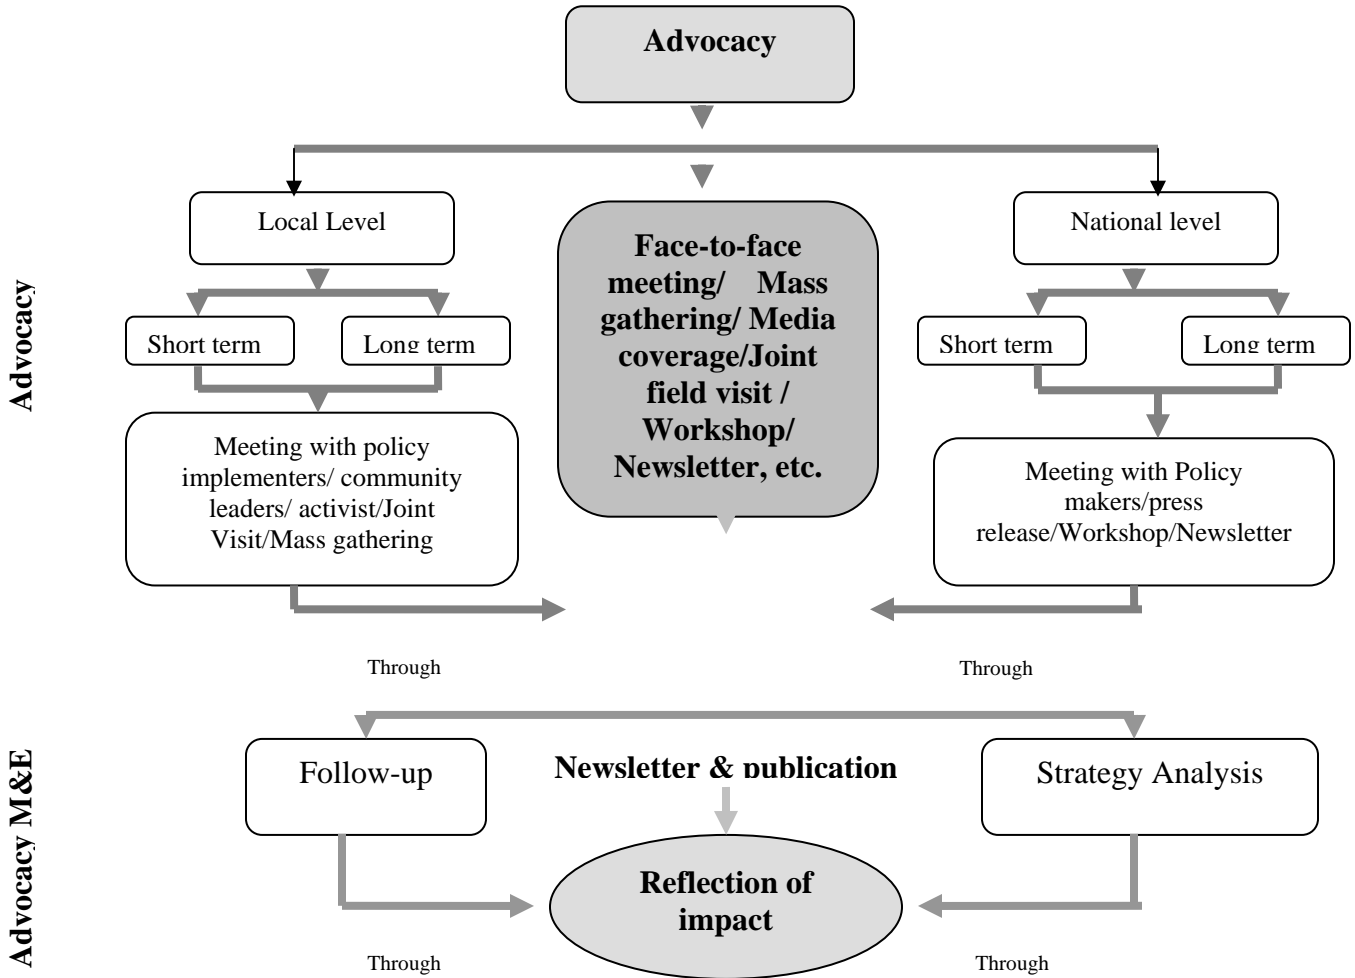 Advocacy
Local Level
National level
Face-to-face
meeting/ Mass
gathering/ Media
coverage/Joint
field visit /
Workshop/
Newsletter, etc.
Short term
Long term
Short term
Long term
Advocacy
Meeting with policy
implementers/ community
leaders/ activist/Joint
Visit/Mass gathering
Meeting with Policy
makers/press
release/Workshop/Newsletter
Through
Through
Advocacy M&E
Follow-up
Newsletter & publication
Strategy Analysis
Reflection of
impact
Through
Through